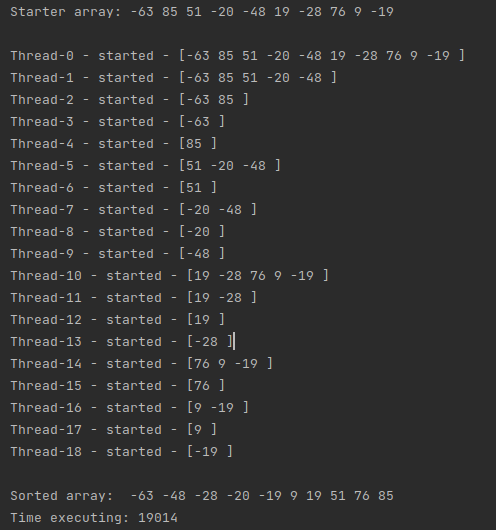 Starter array: -63 85 51 -20 -48 19 -28 76 9 -19
Thread-0 - started - [-63 85 51 -20 -48 19 -28 76 9 -19 ]
Thread-1 - started - [-63 85 51 -20 -48 ]
Thread-2 - started - [-63 85 ]
Thread-3 - started - [-63 ]
Thread-4 - started - [85 ]
Thread-5 - started - [51 -20 -48 ]
Thread-6 - started - [51 ]
Thread-7 - started - [-20 -48 ]
Thread-8 - started - [-20 ]
Thread-9 - started - [-48 ]
Thread-10 - started - [19 -28 76 9 -19 ]
Thread-11 - started - [19 -28 ]
Thread-12 - started - [19 ]
Thread-13 - started - [-28 ]
Thread-14 - started - [76 9 -19 ]
Thread-15 - started - [76 ]
Thread-16 - started - [9 -19 ]
Thread-17 - started - [9 ]
Thread-18 - started - [-19 ]
Sorted array:  -63 -48 -28 -20 -19 9 19 51 76 85
Time executing: 19014